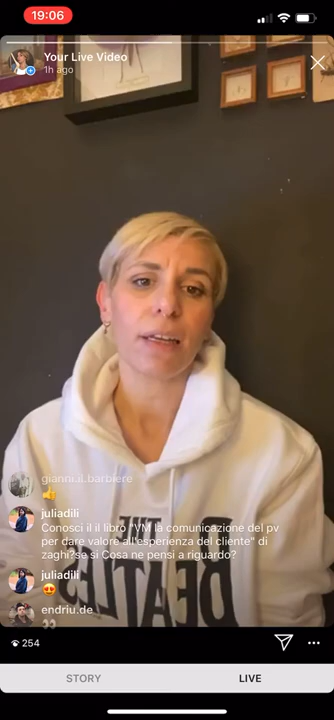 19:06
Your Live Video
1h ago
gianni.il.barbiere
👍
juliadili
Conosci il il libro "VM la comunicazione del pv
per dare valore all'esperienza del cliente" di
zaghi?se si Cosa ne pensi a riguardo?
juliadili
😍
endriu.de
👀
THE
BEATLES
254
STORY
LIVE